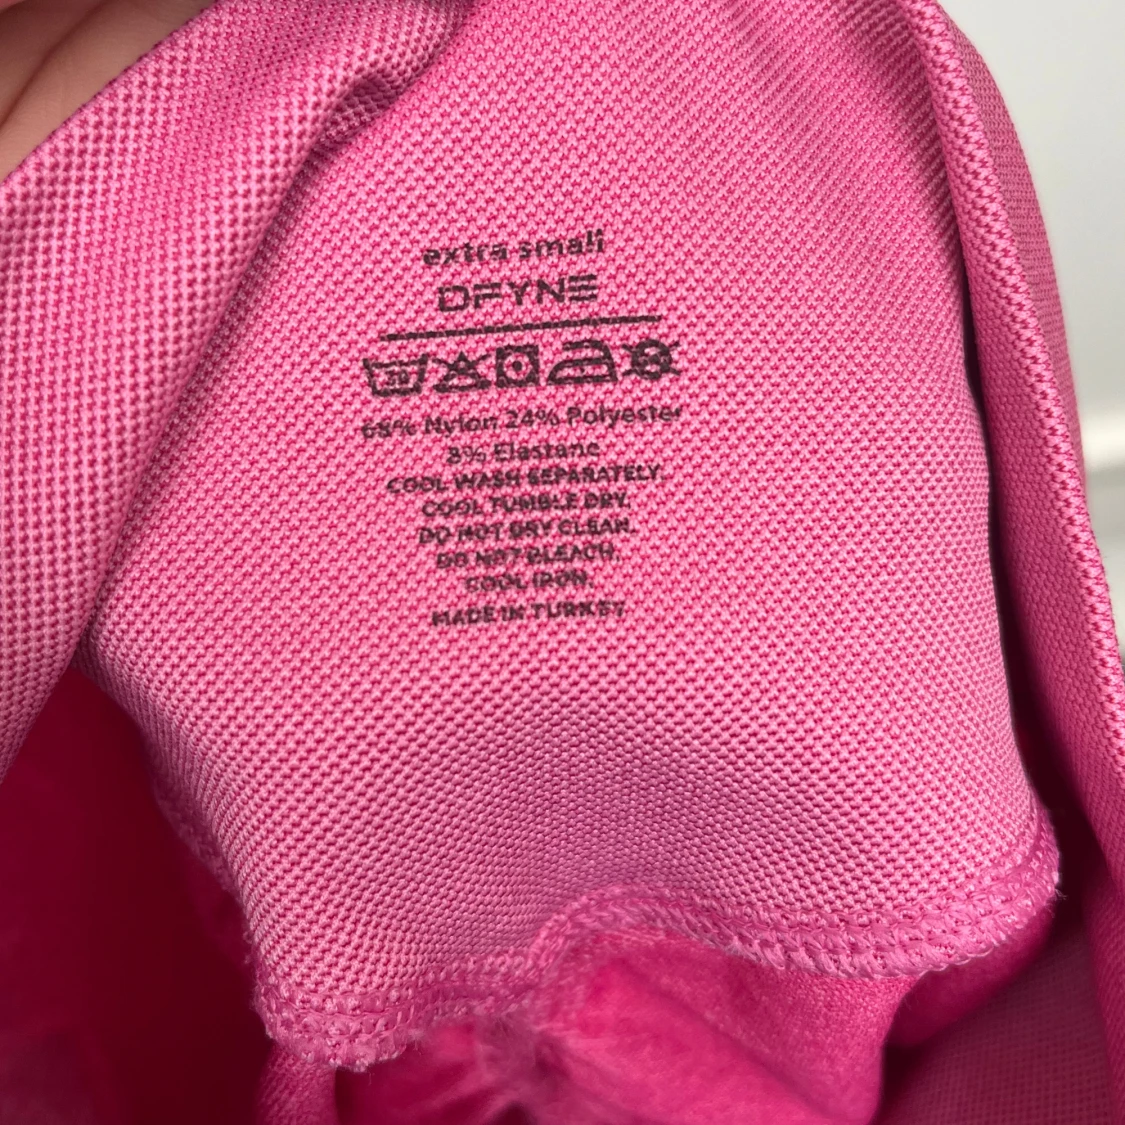 extra small
DFYNE
30
68% Nylon 24% Polyester
8% Elastane
COOL WASH SEPARATELY.
COOL TUMBLE DRY.
DO NOT DRY CLEAN.
DO NOT BLEACH.
COOL IRON.
MADE IN TURKEY